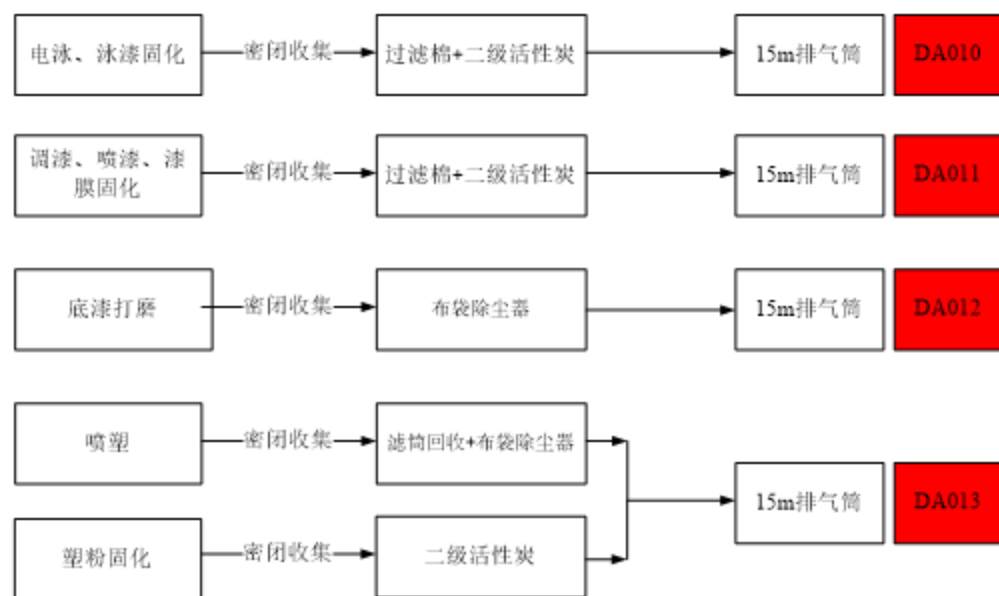 电泳、泳漆固化 密闭收集 过滤棉+二级活性炭 15m排气筒 DA010
调漆、喷漆、漆
膜固化 密闭收集 过滤棉+二级活性炭 15m排气筒 DA011
底漆打磨 密闭收集 布袋除尘器 15m排气筒 DA012
喷塑 密闭收集 滤筒回收+布袋除尘器
15m排气筒 DA013
塑粉固化 密闭收集 二级活性炭